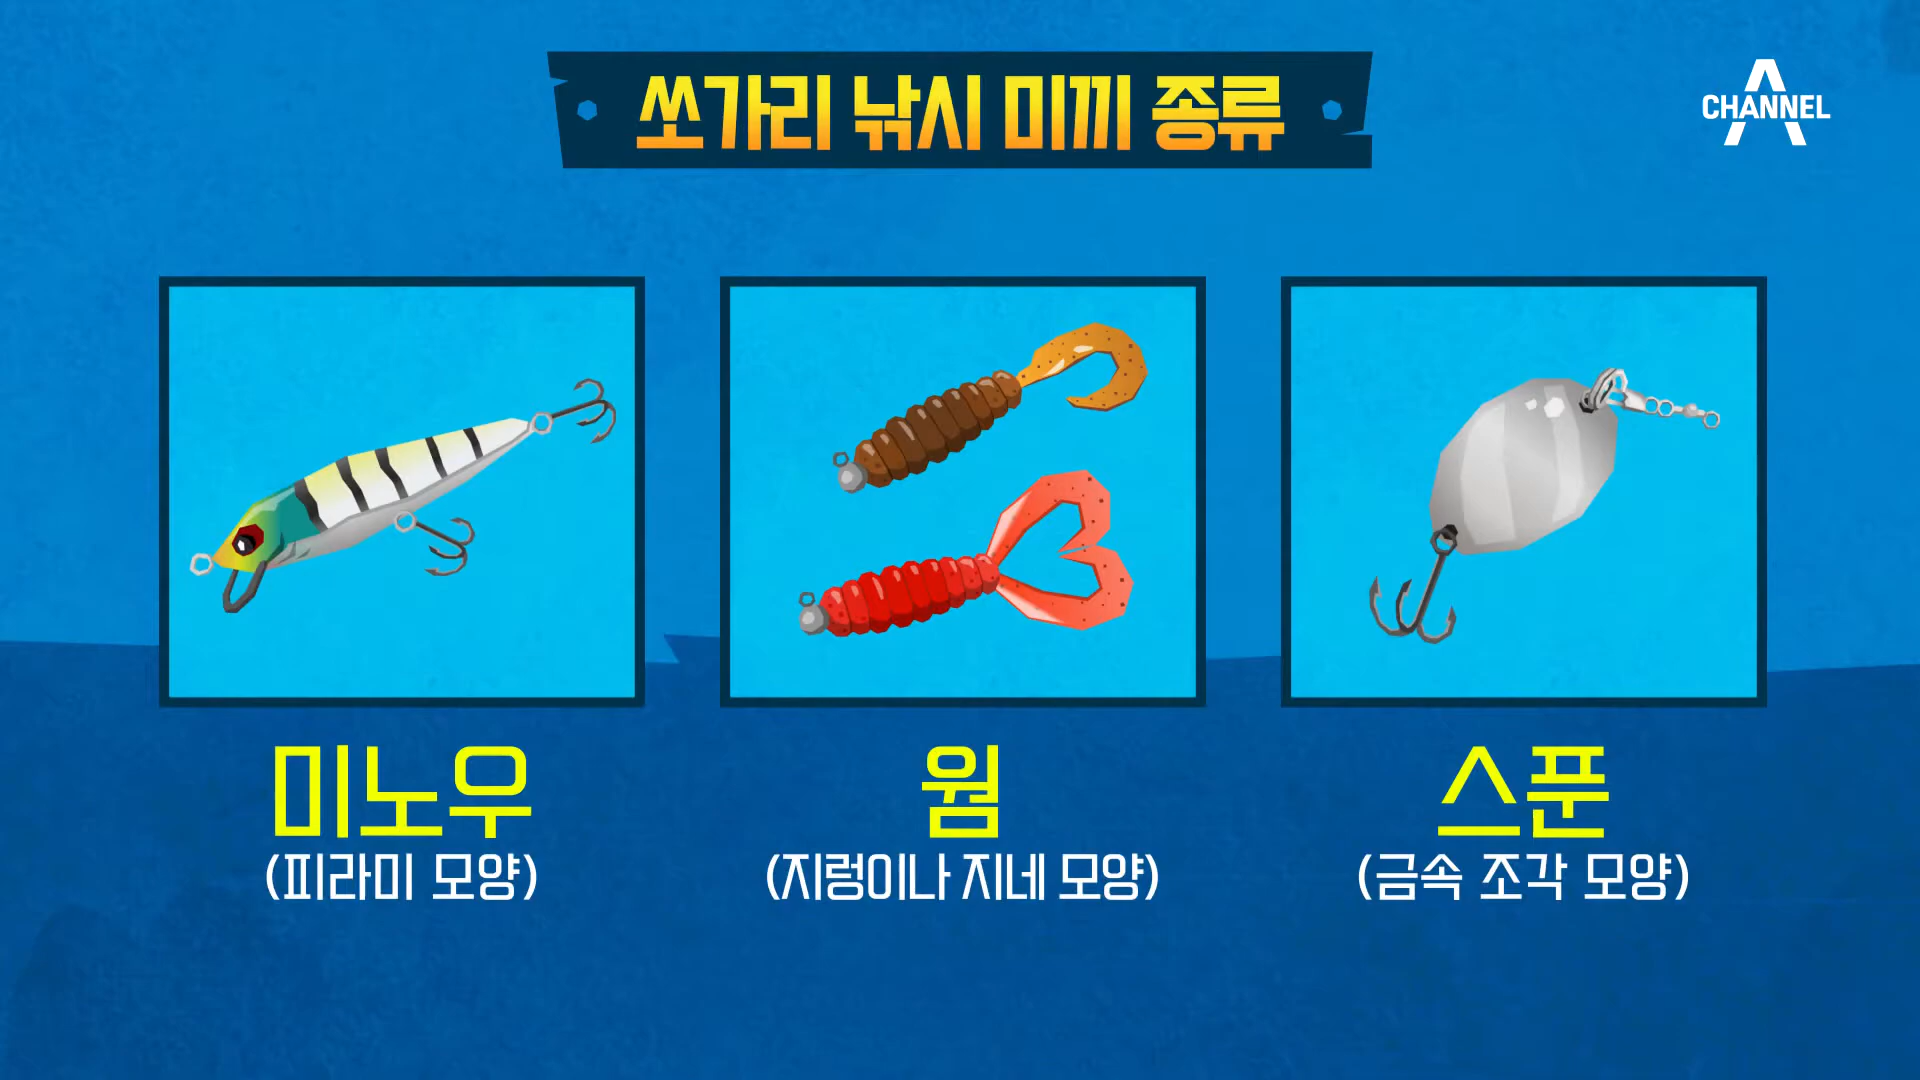 쏘가리 낚시 미끼 종류
CHANNEL A
미노우
(피라미 모양)
웜
(지렁이나 지네 모양)
스푼
(금속 조각 모양)